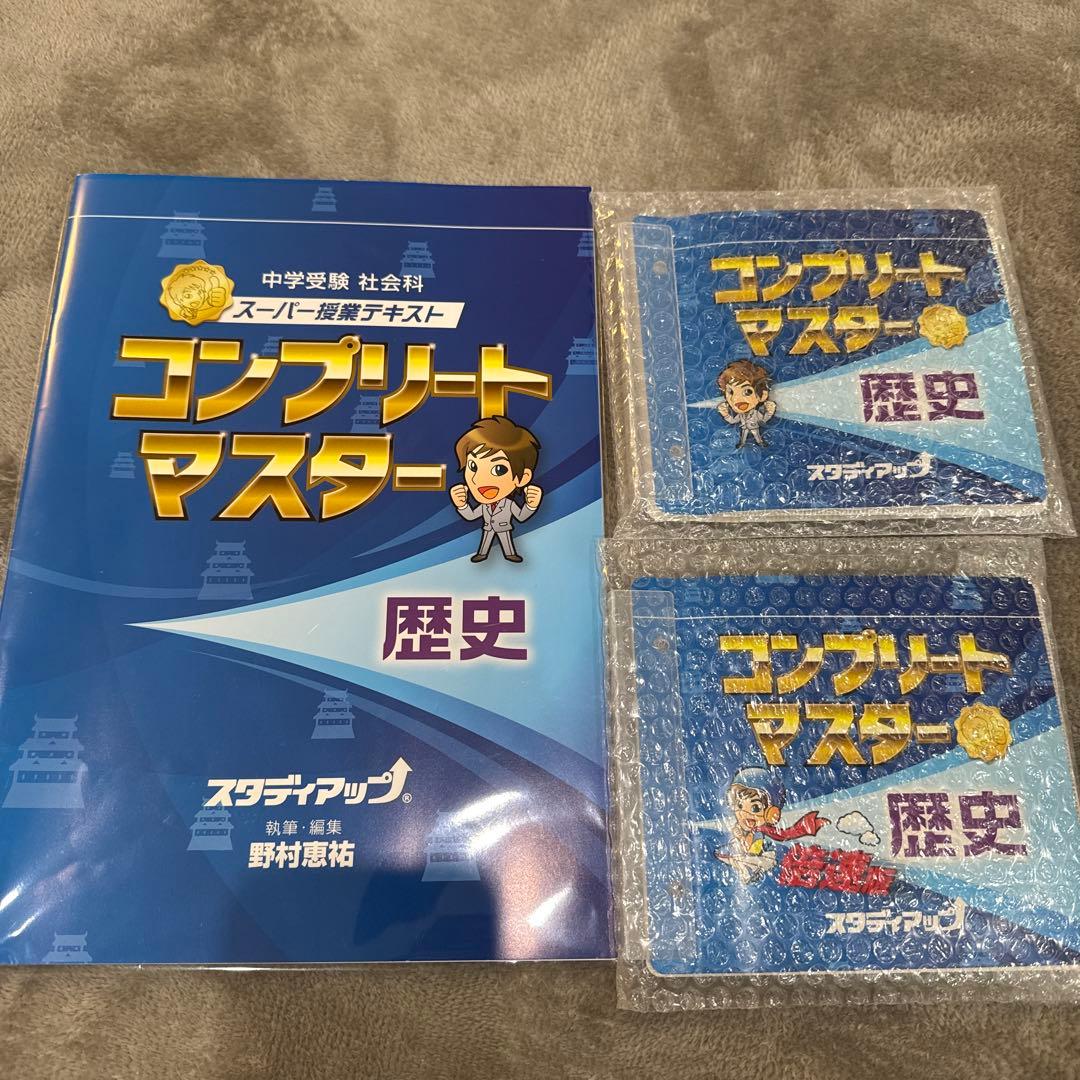 中学受験 社会科
スーパー授業テキスト
コンプリート
マスター
歴史
スタディアップ®
執筆・編集
野村恵祐
コンプリート
マスター
歴史
スタディアップ
コンプリート
マスター
歴史
特進版
スタディアップ